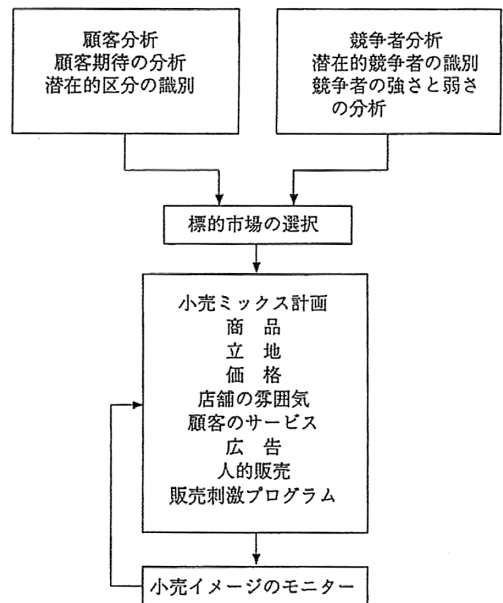 顧客分析
顧客期待の分析
潜在的区分の識別
競争者分析
潜在的競争者の識別
競争者の強さと弱さ
の分析
標的市場の選択
小売ミックス計画
商　品
立　地
価　格
店舗の雰囲気
顧客のサービス
広　告
人的販売
販売刺激プログラム
小売イメージのモニター